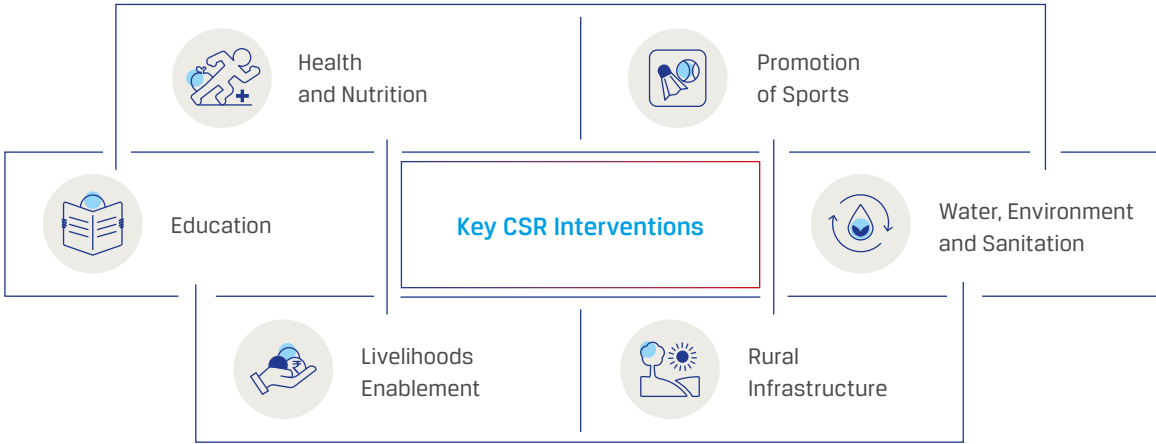 Health
and Nutrition
Promotion
of Sports
Education
Key CSR Interventions
Water, Environment
and Sanitation
₹
Livelihoods
Enablement
Rural
Infrastructure